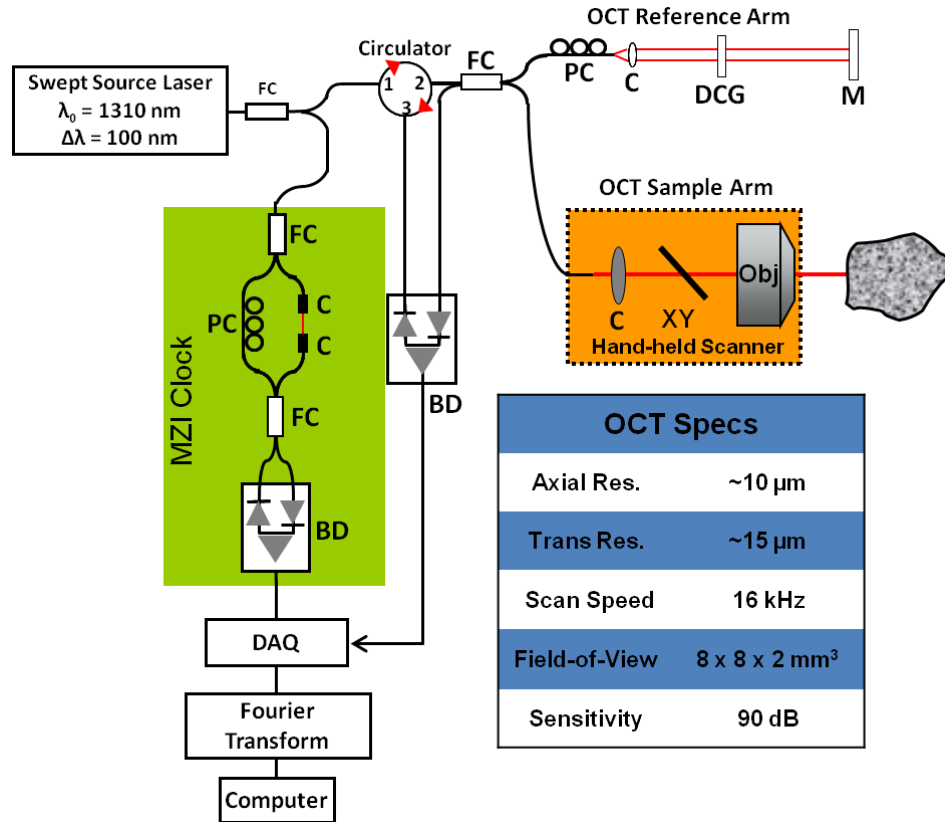 OCT Reference Arm
Circulator
FC
PC
C
DCG
M
Swept Source Laser
λ₀ = 1310 nm
Δλ = 100 nm
FC
1
2
3
OCT Sample Arm
Obj
C
XY
Hand-held Scanner
MZI Clock
FC
PC
C
C
FC
BD
BD
DAQ
Fourier
Transform
Computer
OCT Specs
Axial Res. ~10 µm
Trans Res. ~15 µm
Scan Speed 16 kHz
Field-of-View 8 x 8 x 2 mm³
Sensitivity 90 dB